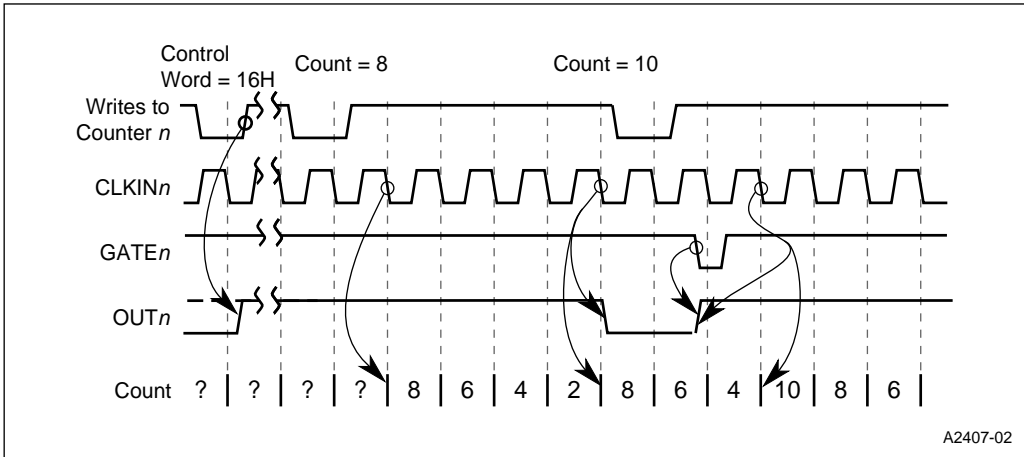 Control
Word = 16H
Count = 8
Count = 10
Writes to
Counter n
CLKINn
GATEn
OUTn
Count ? ? ? ? 8 6 4 2 8 6 4 10 8 6
A2407-02